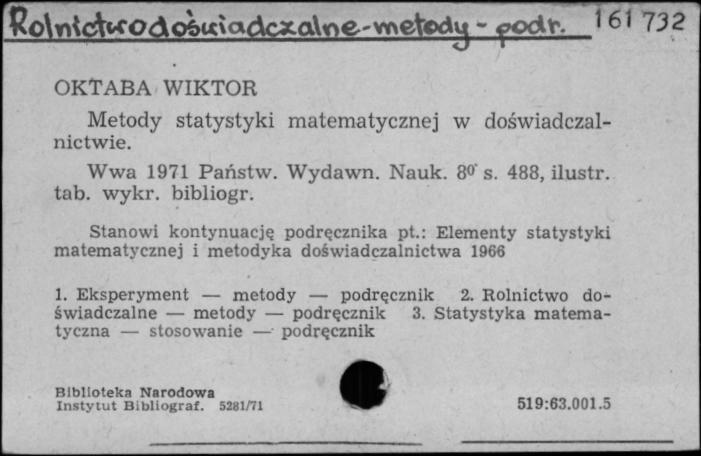 Rolnictwo doświadczalne-metody - podr. 161 732
OKTABA WIKTOR
Metody statystyki matematycznej w doświadczal-
nictwie.
Wwa 1971 Państw. Wydawn. Nauk. 8º s. 488, ilustr.
tab. wykr. bibliogr.
Stanowi kontynuację podręcznika pt.: Elementy statystyki
matematycznej i metodyka doświadczalnictwa 1966
1. Eksperyment — metody — podręcznik 2. Rolnictwo do-
świadczalne — metody — podręcznik 3. Statystyka matema-
tyczna — stosowanie — podręcznik
Biblioteka Narodowa
Instytut Bibliograf. 5281/71 519:63.001.5